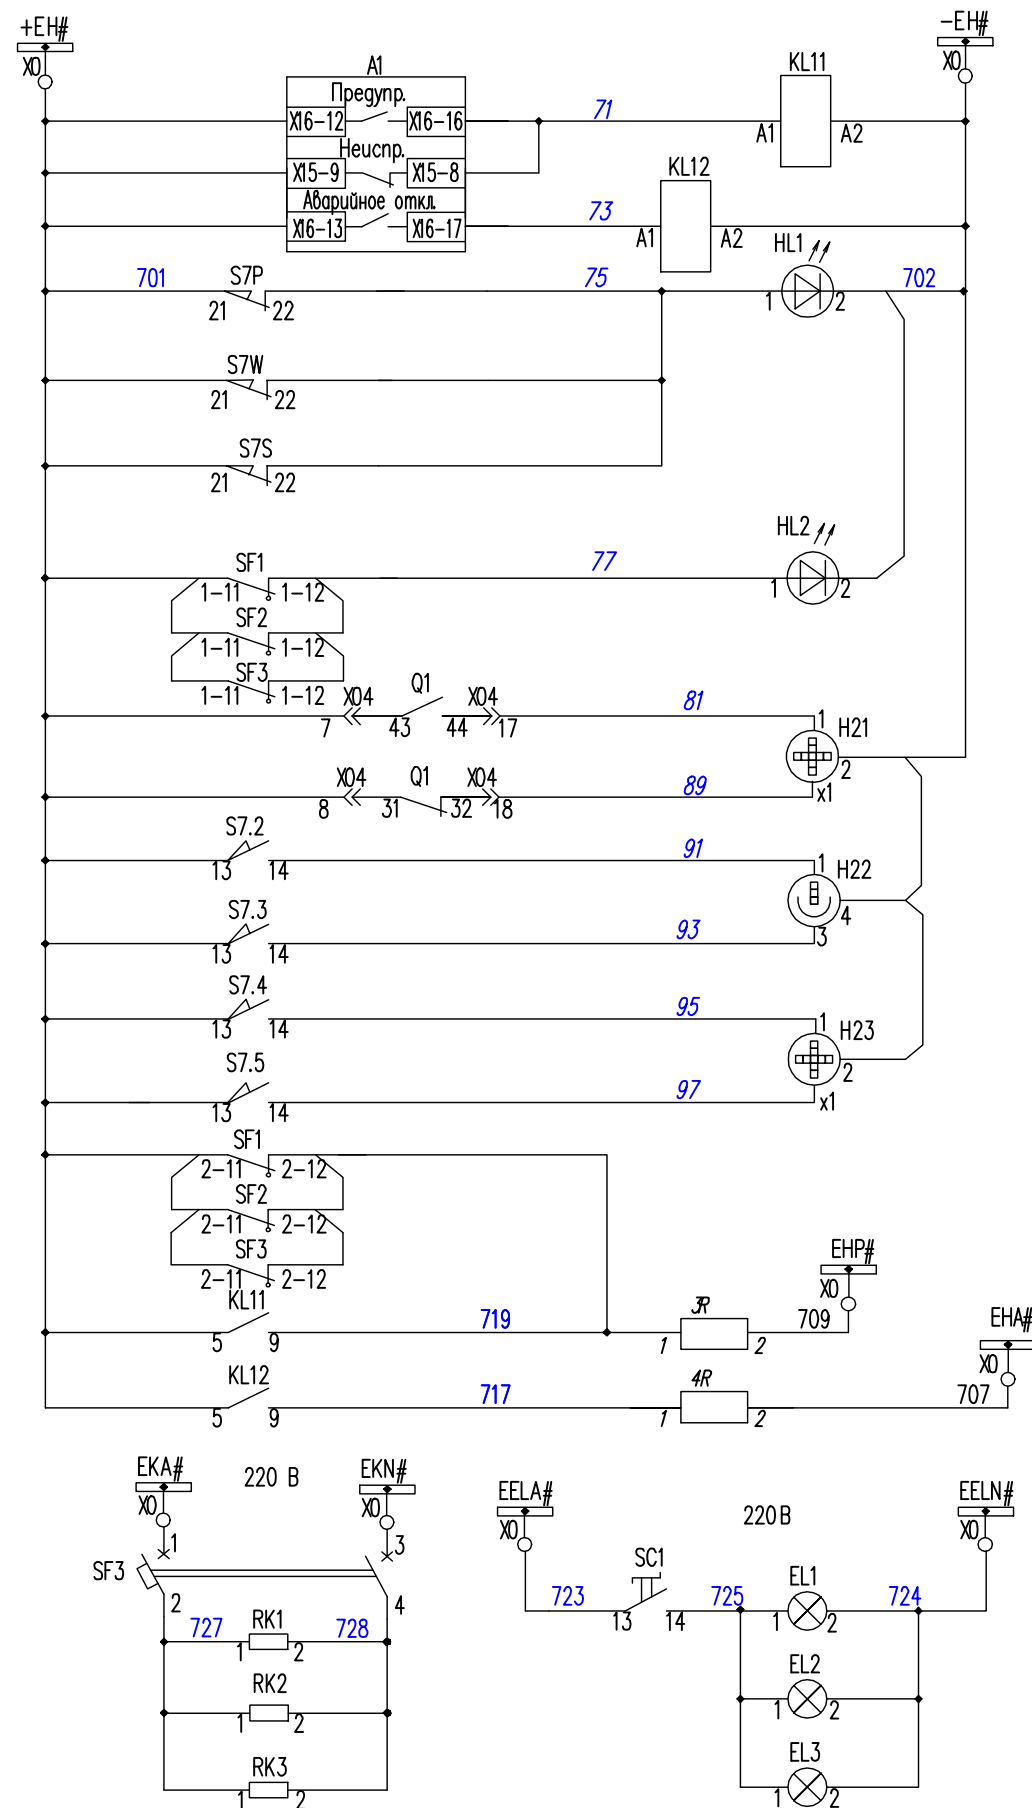 +EH# -EH#
X0 X0
A1 KL11
Предупр.
X16-12 X16-16 71 A1 A2
Неиспр.
X15-9 X15-8 KL12
Аварийное откл.
X16-13 X16-17 73 A1 A2
701 S7P 75 HL1 702
21 22 1 2
S7W
21 22
S7S
21 22
HL2
SF1 77
1-11 1-12 1 2
SF2
1-11 1-12
SF3
1-11 1-12
X04 Q1 X04 81 1 H21
7 43 44 17 2
X04 Q1 X04 89
8 31 32 18 x1
S7.2 91 1 H22
13 14 4
S7.3 93 3
13 14
S7.4 95 1 H23
13 14 2
S7.5 97
13 14 x1
SF1
2-11 2-12
SF2
2-11 2-12
SF3 EHP#
2-11 2-12 X0
KL11 719 3R 709 EHA#
5 9 1 2 X0
KL12 717 4R 707
5 9 1 2
EKA# 220 В EKN#
X0 X0
1 3
SF3
2 4
727 RK1 728
1 2
RK2
1 2
RK3
1 2
EELA# EELN#
X0 220В X0
SC1
723 725 EL1 724
13 14 1 2
EL2
1 2
EL3
1 2